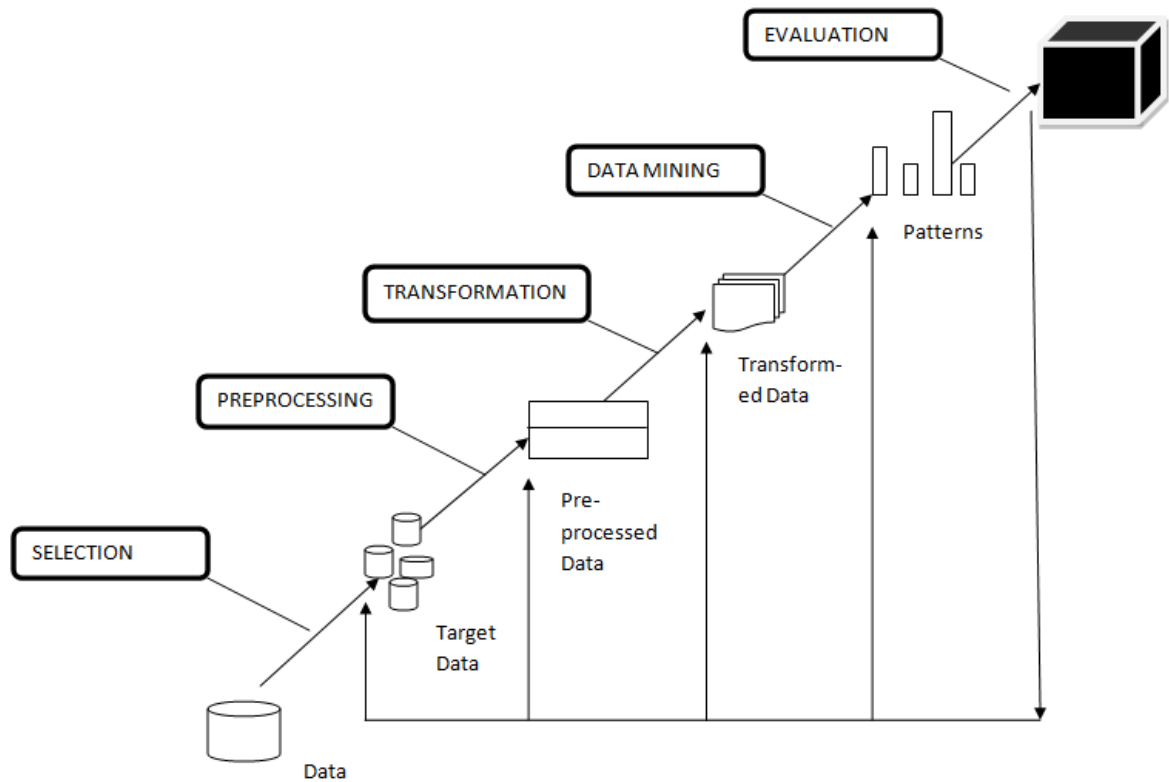 EVALUATION
DATA MINING
Patterns
TRANSFORMATION
Transform-
ed Data
PREPROCESSING
Pre-
processed
Data
SELECTION
Target
Data
Data